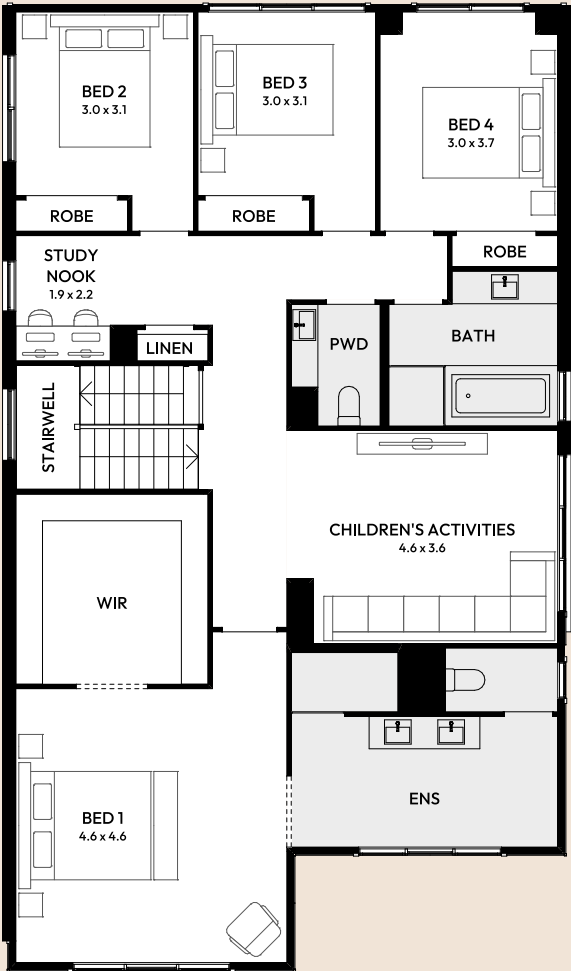 BED 2
3.0 x 3.1
BED 3
3.0 x 3.1
BED 4
3.0 x 3.7
ROBE
ROBE
ROBE
STUDY
NOOK
1.9 x 2.2
LINEN
PWD
BATH
STAIRWELL
CHILDREN'S ACTIVITIES
4.6 x 3.6
WIR
BED 1
4.6 x 4.6
ENS